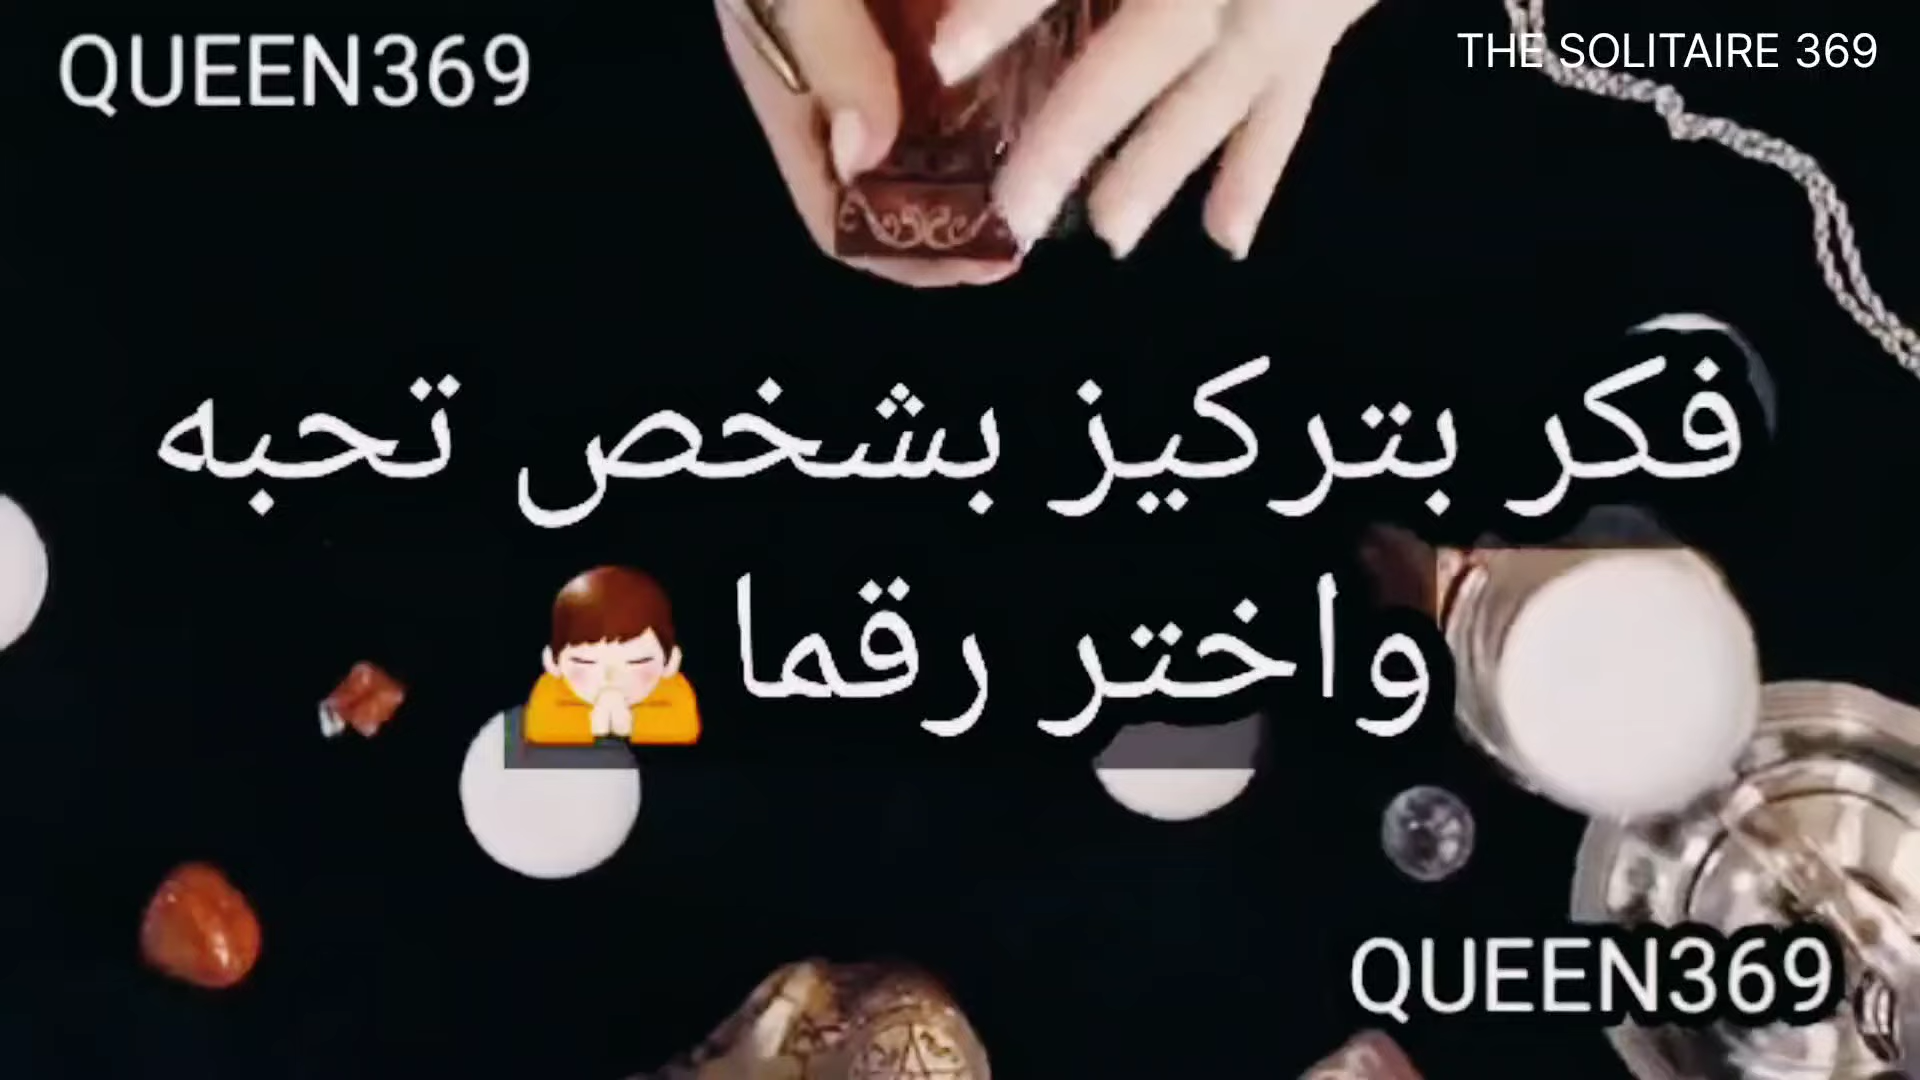 QUEEN369
THE SOLITAIRE 369
فكر بتركيز بشخص تحبه
واختر رقما 🙏
QUEEN369